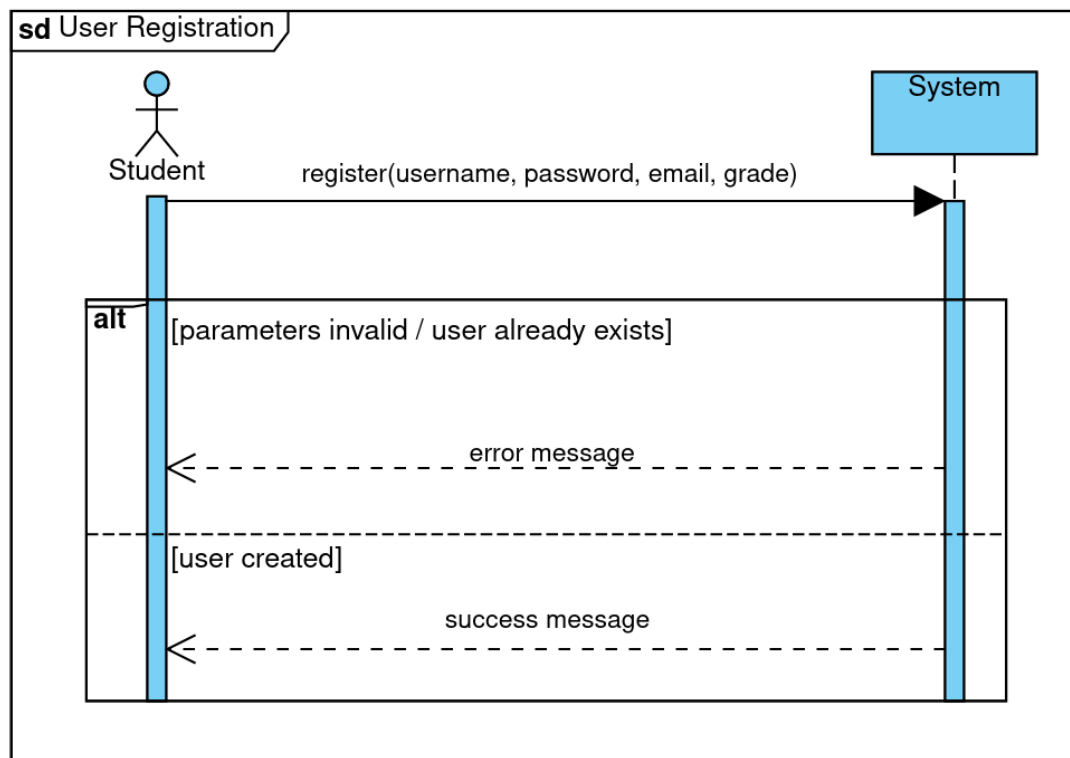 sd User Registration
System
Student
register(username, password, email, grade)
alt
[parameters invalid / user already exists]
error message
[user created]
success message